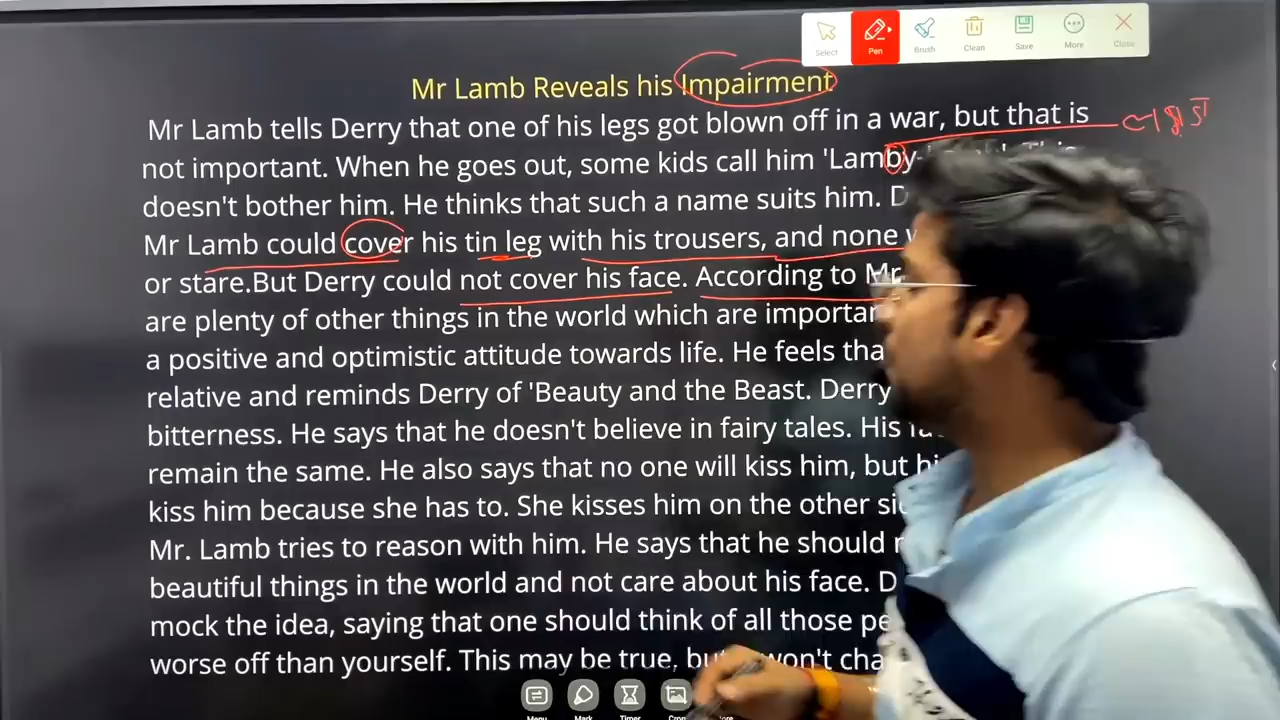 Select
Pen
Brush
Clean
Save
More
Close
Mr Lamb Reveals his Impairment
Mr Lamb tells Derry that one of his legs got blown off in a war, but that is
not important. When he goes out, some kids call him 'Lamby-
doesn't bother him. He thinks that such a name suits him. D
Mr Lamb could cover his tin leg with his trousers, and none
or stare.But Derry could not cover his face. According to Mr.
are plenty of other things in the world which are importan
a positive and optimistic attitude towards life. He feels tha
relative and reminds Derry of 'Beauty and the Beast. Derry
bitterness. He says that he doesn't believe in fairy tales. His
remain the same. He also says that no one will kiss him, but hi
kiss him because she has to. She kisses him on the other si
Mr. Lamb tries to reason with him. He says that he should
beautiful things in the world and not care about his face. D
mock the idea, saying that one should think of all those pe
worse off than yourself. This may be true, but won't cha
Menu
Mark
Timer
Crop